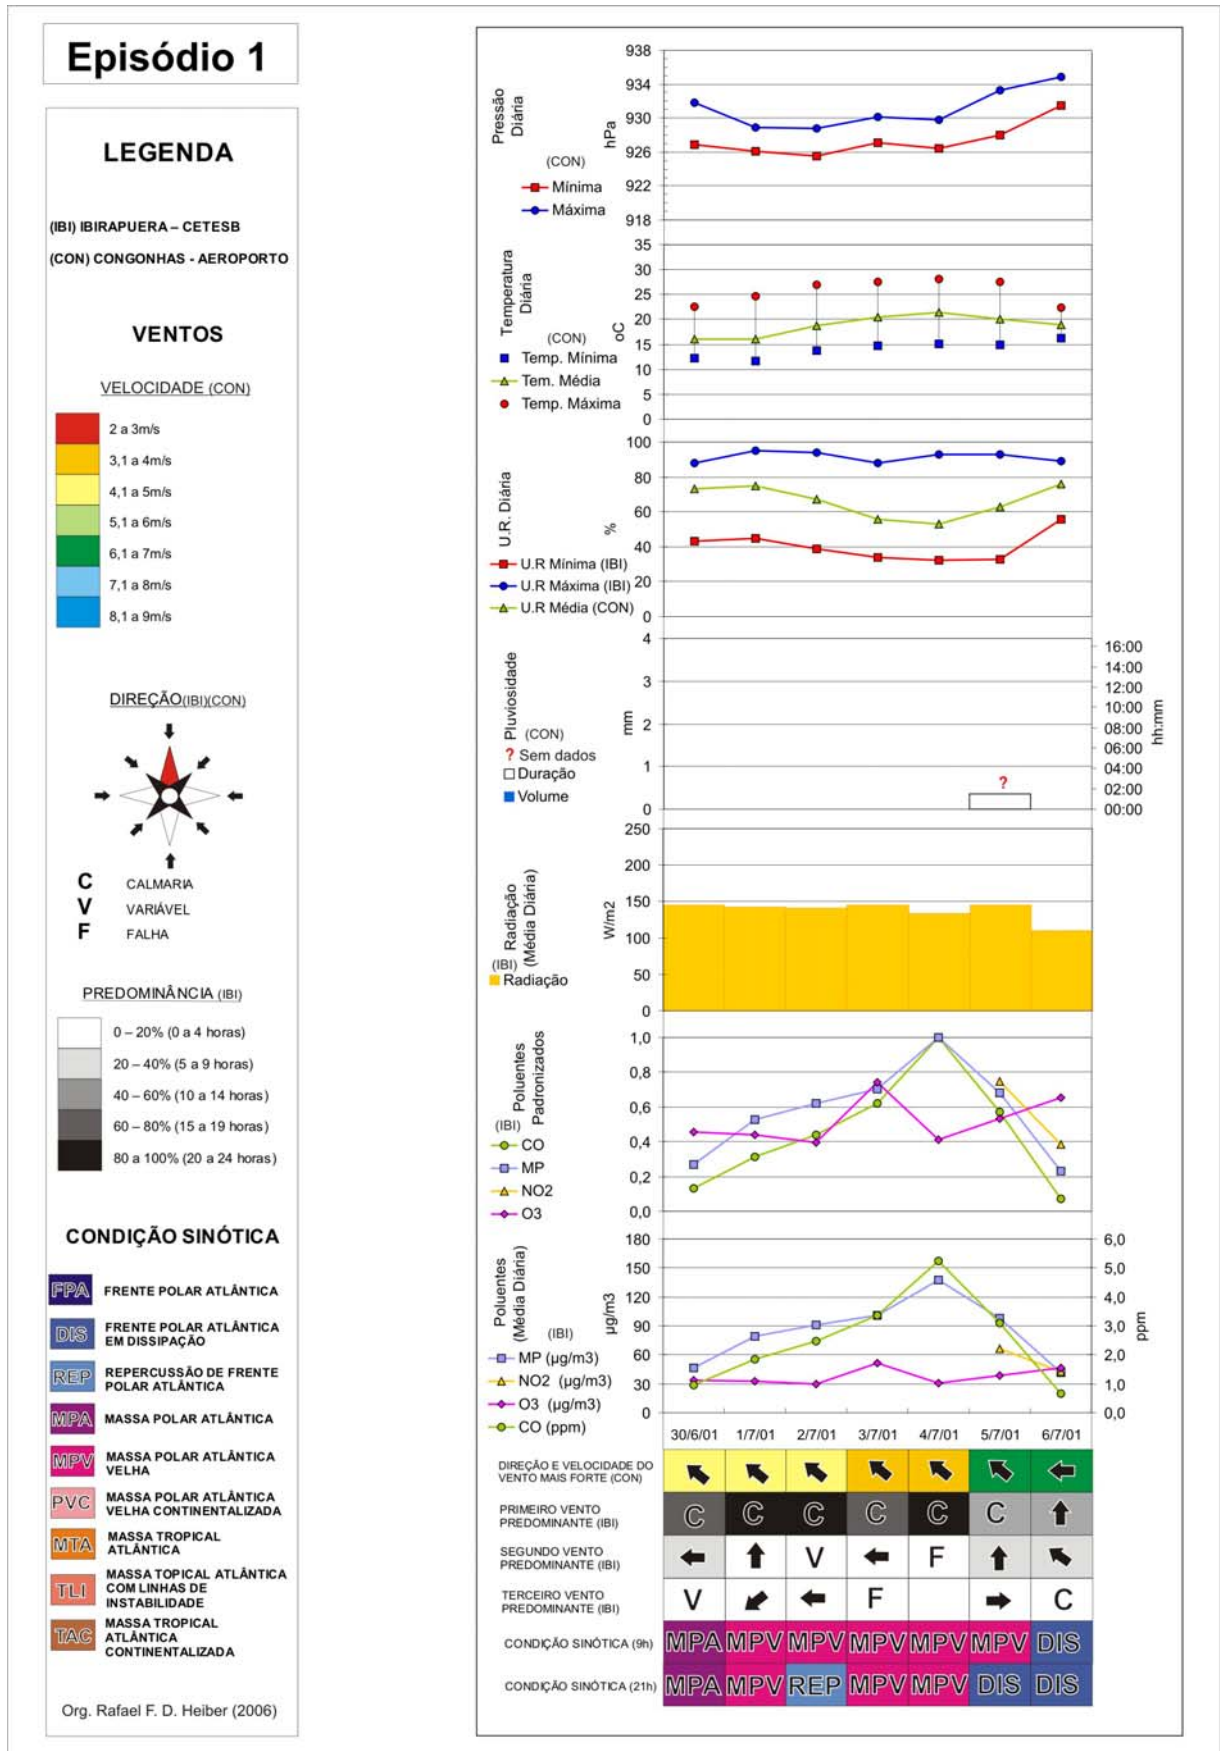 Episódio 1
LEGENDA
(IBI) IBIRAPUERA – CETESB
(CON) CONGONHAS - AEROPORTO
VENTOS
VELOCIDADE (CON)
2 a 3m/s
3,1 a 4m/s
4,1 a 5m/s
5,1 a 6m/s
6,1 a 7m/s
7,1 a 8m/s
8,1 a 9m/s
DIREÇÃO(IBI)(CON)
C CALMARIA
V VARIÁVEL
F FALHA
PREDOMINÂNCIA (IBI)
0 – 20% (0 a 4 horas)
20 – 40% (5 a 9 horas)
40 – 60% (10 a 14 horas)
60 – 80% (15 a 19 horas)
80 a 100% (20 a 24 horas)
CONDIÇÃO SINÓTICA
FPA FRENTE POLAR ATLÂNTICA
DIS FRENTE POLAR ATLÂNTICA
EM DISSIPAÇÃO
REP REPERCUSSÃO DE FRENTE
POLAR ATLÂNTICA
MPA MASSA POLAR ATLÂNTICA
MPV MASSA POLAR ATLÂNTICA
VELHA
PVC MASSA POLAR ATLÂNTICA
VELHA CONTINENTALIZADA
MTA MASSA TROPICAL
ATLÂNTICA
TLI MASSA TOPICAL ATLÂNTICA
COM LINHAS DE
INSTABILIDADE
TAC MASSA TROPICAL
ATLÂNTICA
CONTINENTALIZADA
Org. Rafael F. D. Heiber (2006)
Pressão
Diária
(CON)
Mínima
Máxima
hPa
938
934
930
926
922
918
Temperatura
Diária
(CON)
Temp. Mínima
Tem. Média
Temp. Máxima
oC
35
30
25
20
15
10
5
0
U.R. Diária
%
U.R Mínima (IBI)
U.R Máxima (IBI)
U.R Média (CON)
100
80
60
40
20
0
Pluviosidade
(CON)
? Sem dados
Duração
Volume
mm
4
3
2
1
0
?
16:00
14:00
12:00
10:00
08:00
06:00
04:00
02:00
00:00
hh:mm
Radiação
(Média Diária)
(IBI)
Radiação
W/m2
250
200
150
100
50
0
Poluentes
Padronizados
(IBI)
CO
MP
NO2
O3
1,0
0,8
0,6
0,4
0,2
0,0
Poluentes
(Média Diária)
(IBI)
MP (µg/m3)
NO2 (µg/m3)
O3 (µg/m3)
CO (ppm)
µg/m3
180
150
120
90
60
30
0
6,0
5,0
4,0
3,0
2,0
1,0
0,0
ppm
30/6/01 1/7/01 2/7/01 3/7/01 4/7/01 5/7/01 6/7/01
DIREÇÃO E VELOCIDADE DO
VENTO MAIS FORTE (CON)
PRIMEIRO VENTO
PREDOMINANTE (IBI)
C C C C C C
SEGUNDO VENTO
PREDOMINANTE (IBI)
V F
TERCEIRO VENTO
PREDOMINANTE (IBI)
V F C
CONDIÇÃO SINÓTICA (9h) MPA MPV MPV MPV MPV MPV DIS
CONDIÇÃO SINÓTICA (21h) MPA MPV REP MPV MPV DIS DIS